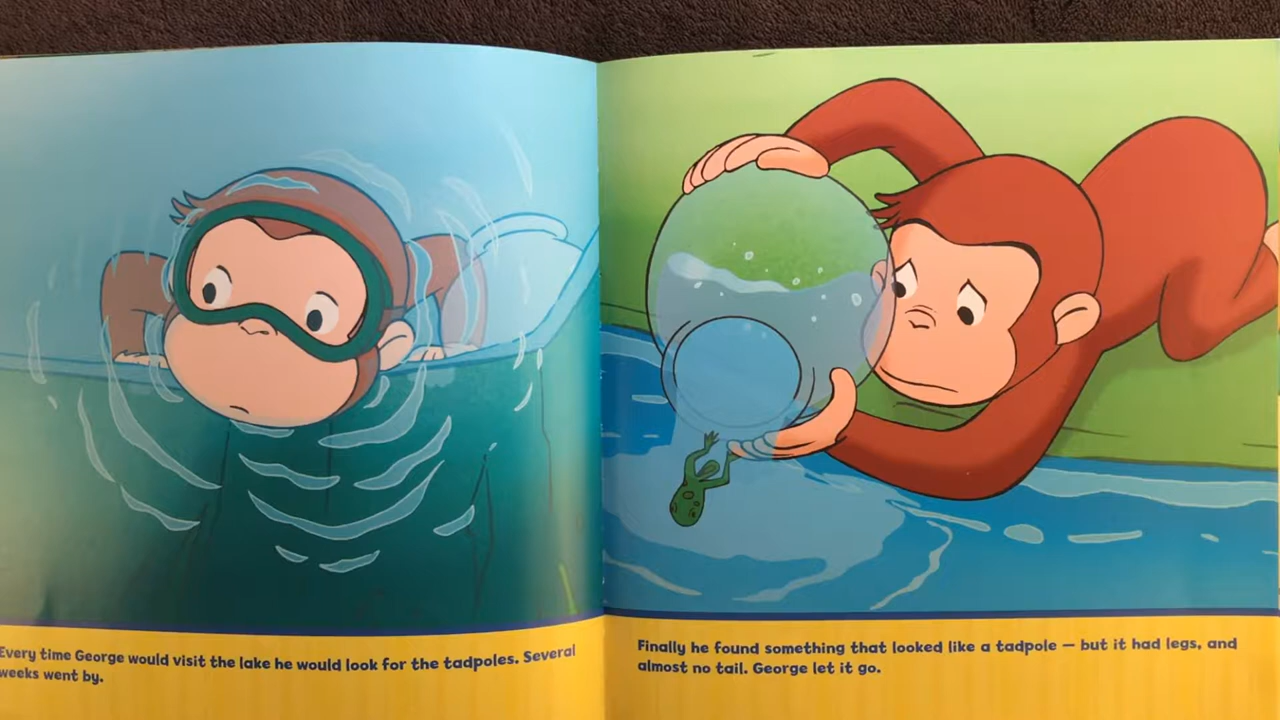 Every time George would visit the lake he would look for the tadpoles. Several
weeks went by.
Finally he found something that looked like a tadpole — but it had legs, and
almost no tail. George let it go.